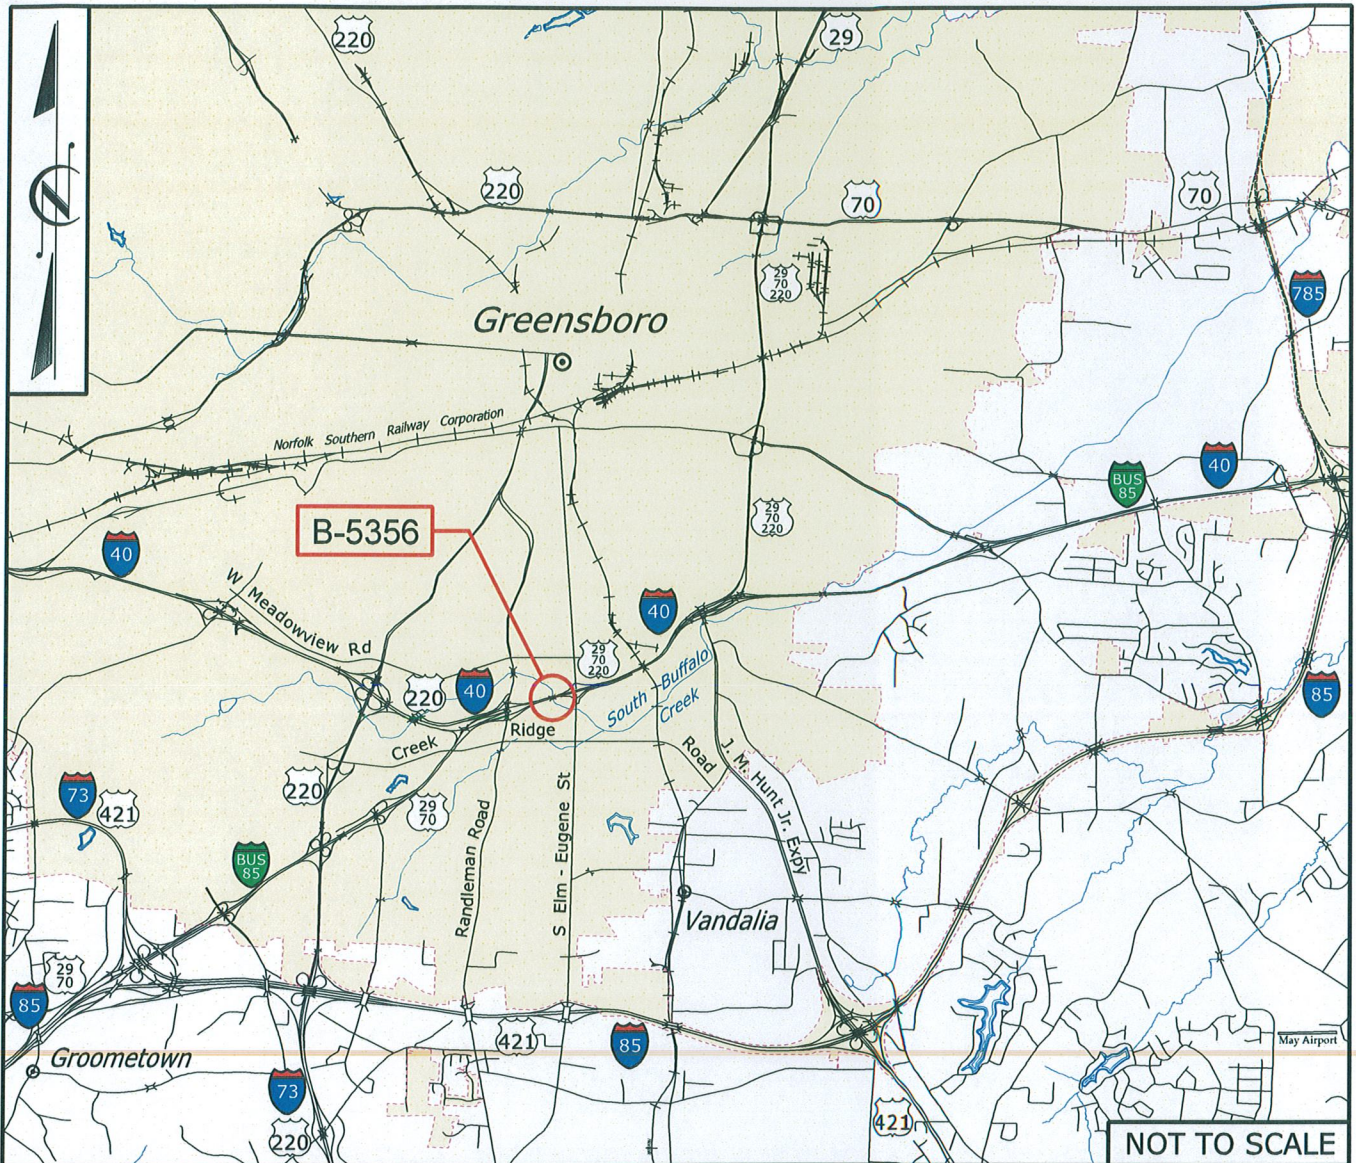 220
29
N
220
70
70
29
70
220
785
Greensboro
Norfolk Southern Railway Corporation
BUS
85
40
29
70
220
B-5356
40
W Meadowview Rd
40
29
70
220
South Buffalo
Creek
220
40
85
Creek
Ridge
Road
J. M. Hunt Jr. Expy
73
421
220
29
70
BUS
85
Randleman Road
S Elm - Eugene St
Vandalia
29
70
85
421
85
May Airport
Groometown
73
220
421
NOT TO SCALE